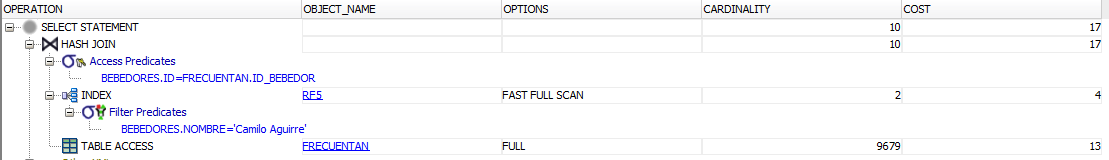 OPERATION OBJECT_NAME OPTIONS CARDINALITY COST
SELECT STATEMENT 10 17
HASH JOIN 10 17
Access Predicates
BEBEDORES.ID=FRECUENTAN.ID_BEBEDOR
INDEX RF5 FAST FULL SCAN 2 4
Filter Predicates
BEBEDORES.NOMBRE='Camilo Aguirre'
TABLE ACCESS FRECUENTAN FULL 9679 13